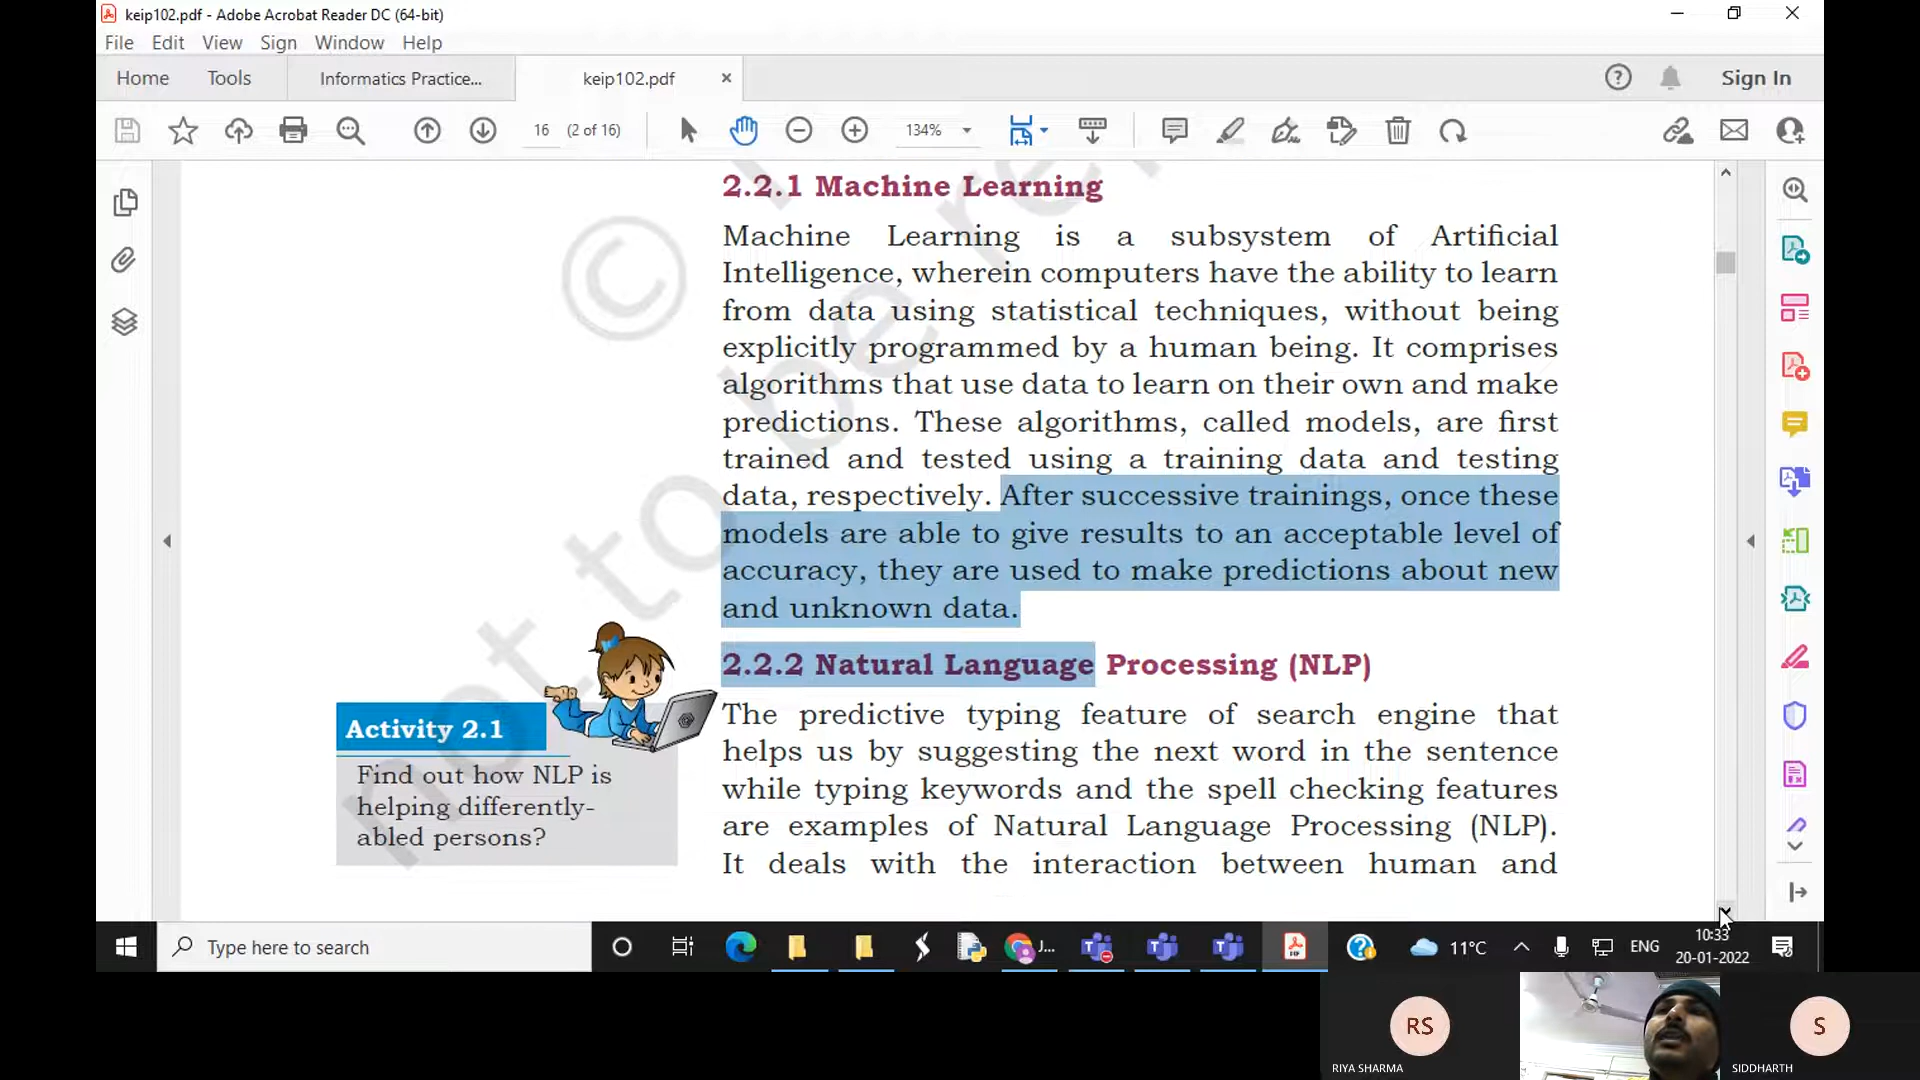 keip102.pdf - Adobe Acrobat Reader DC (64-bit)
File Edit View Sign Window Help
Home Tools Informatics Practice... keip102.pdf × Sign In
16 (2 of 16) 134%
2.2.1 Machine Learning
Machine Learning is a subsystem of Artificial
Intelligence, wherein computers have the ability to learn
from data using statistical techniques, without being
explicitly programmed by a human being. It comprises
algorithms that use data to learn on their own and make
predictions. These algorithms, called models, are first
trained and tested using a training data and testing
data, respectively. After successive trainings, once these
models are able to give results to an acceptable level of
accuracy, they are used to make predictions about new
and unknown data.
2.2.2 Natural Language Processing (NLP)
The predictive typing feature of search engine that
helps us by suggesting the next word in the sentence
while typing keywords and the spell checking features
are examples of Natural Language Processing (NLP).
It deals with the interaction between human and
Activity 2.1
Find out how NLP is
helping differently-
abled persons?
©
not to be re
Type here to search
J...
11°C
ENG
10:33
20-01-2022
RS
RIYA SHARMA
S
SIDDHARTH